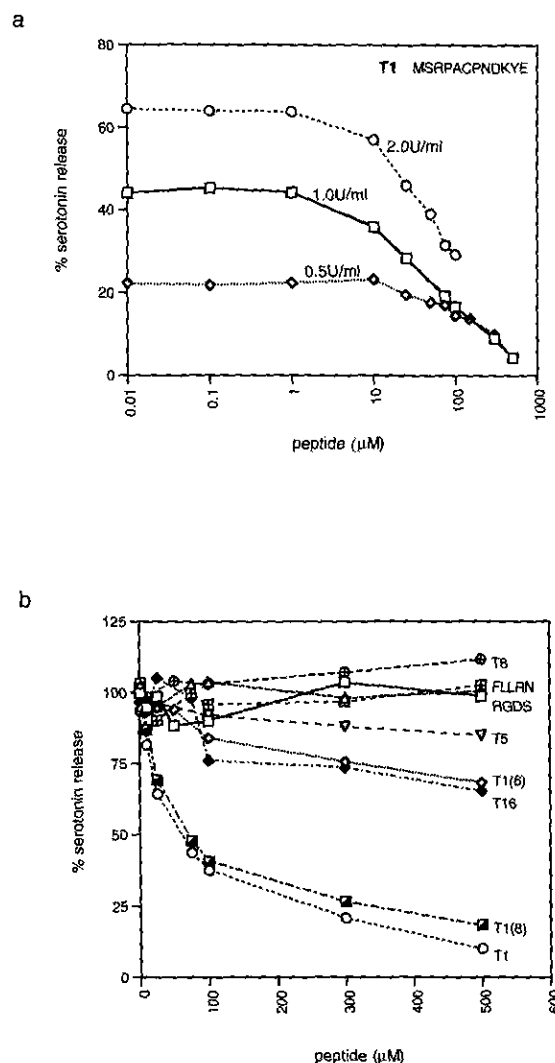 a
80
60
40
20
0
% serotonin release
T1 MSRPACPNDKYE
2.0U/ml
1.0U/ml
0.5U/ml
0.01
0.1
1
10
100
1000
peptide (µM)
b
125
100
75
50
25
0
% serotonin release
T8
FLLRN
RGDS
T5
T1(6)
T16
T1(8)
T1
0
100
200
300
400
500
600
peptide (µM)